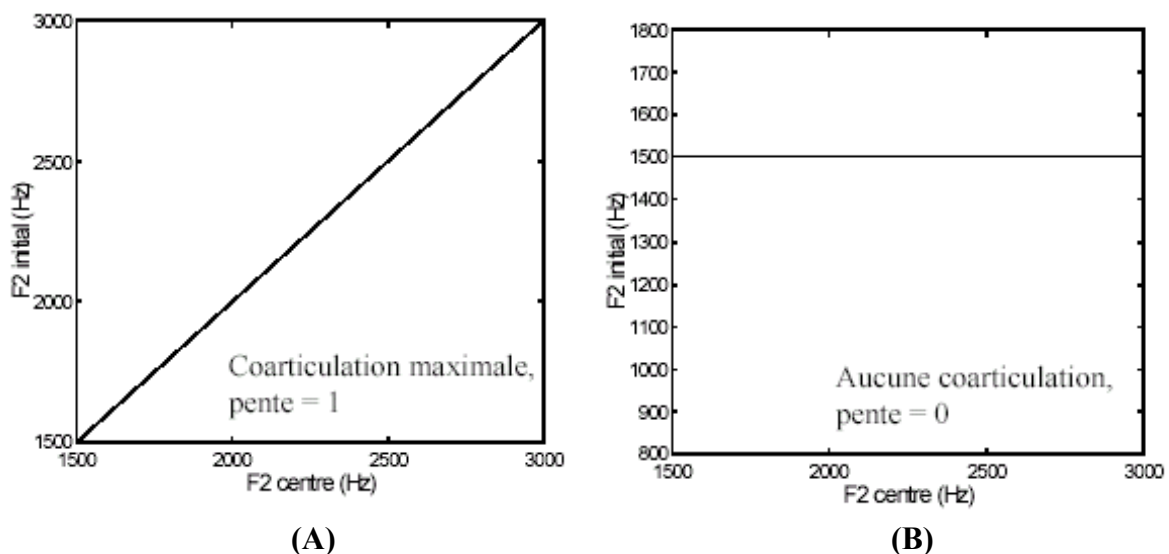 3000
2500
2000
1500
F2 initial (Hz)
Coarticulation maximale,
pente = 1
1500 2000 2500 3000
F2 centre (Hz)
(A)
1800
1700
1600
1500
1400
1300
1200
1100
1000
900
800
F2 initial (Hz)
Aucune coarticulation,
pente = 0
1500 2000 2500 3000
F2 centre (Hz)
(B)